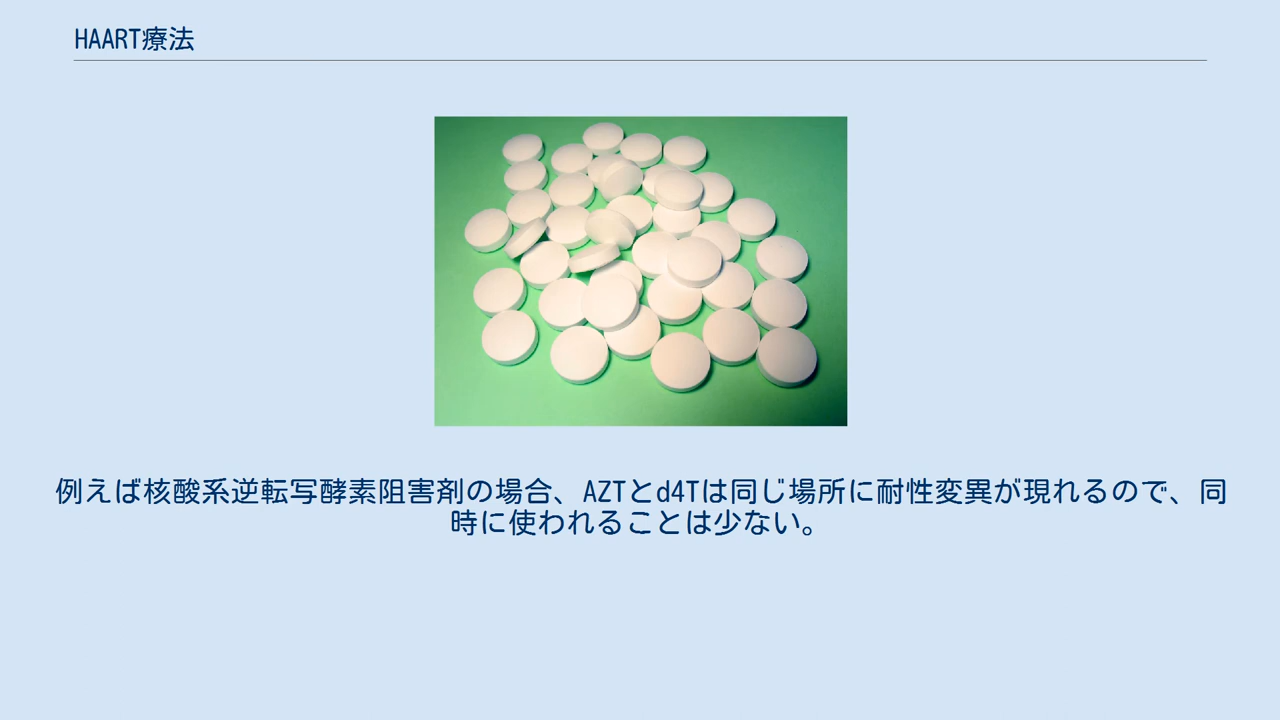 HAART療法
例えば核酸系逆転写酵素阻害剤の場合、AZTとd4Tは同じ場所に耐性変異が現れるので、同
時に使われることは少ない。